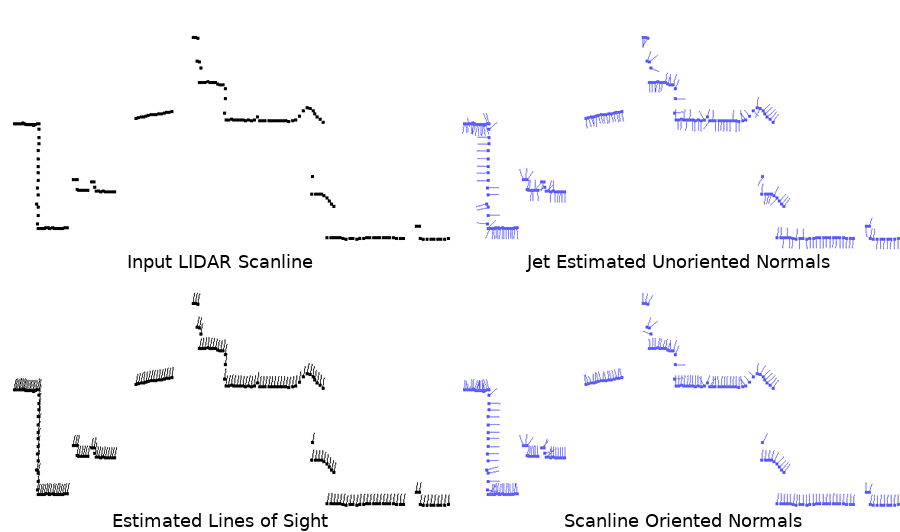 Input LIDAR Scanline
Jet Estimated Unoriented Normals
Estimated Lines of Sight
Scanline Oriented Normals